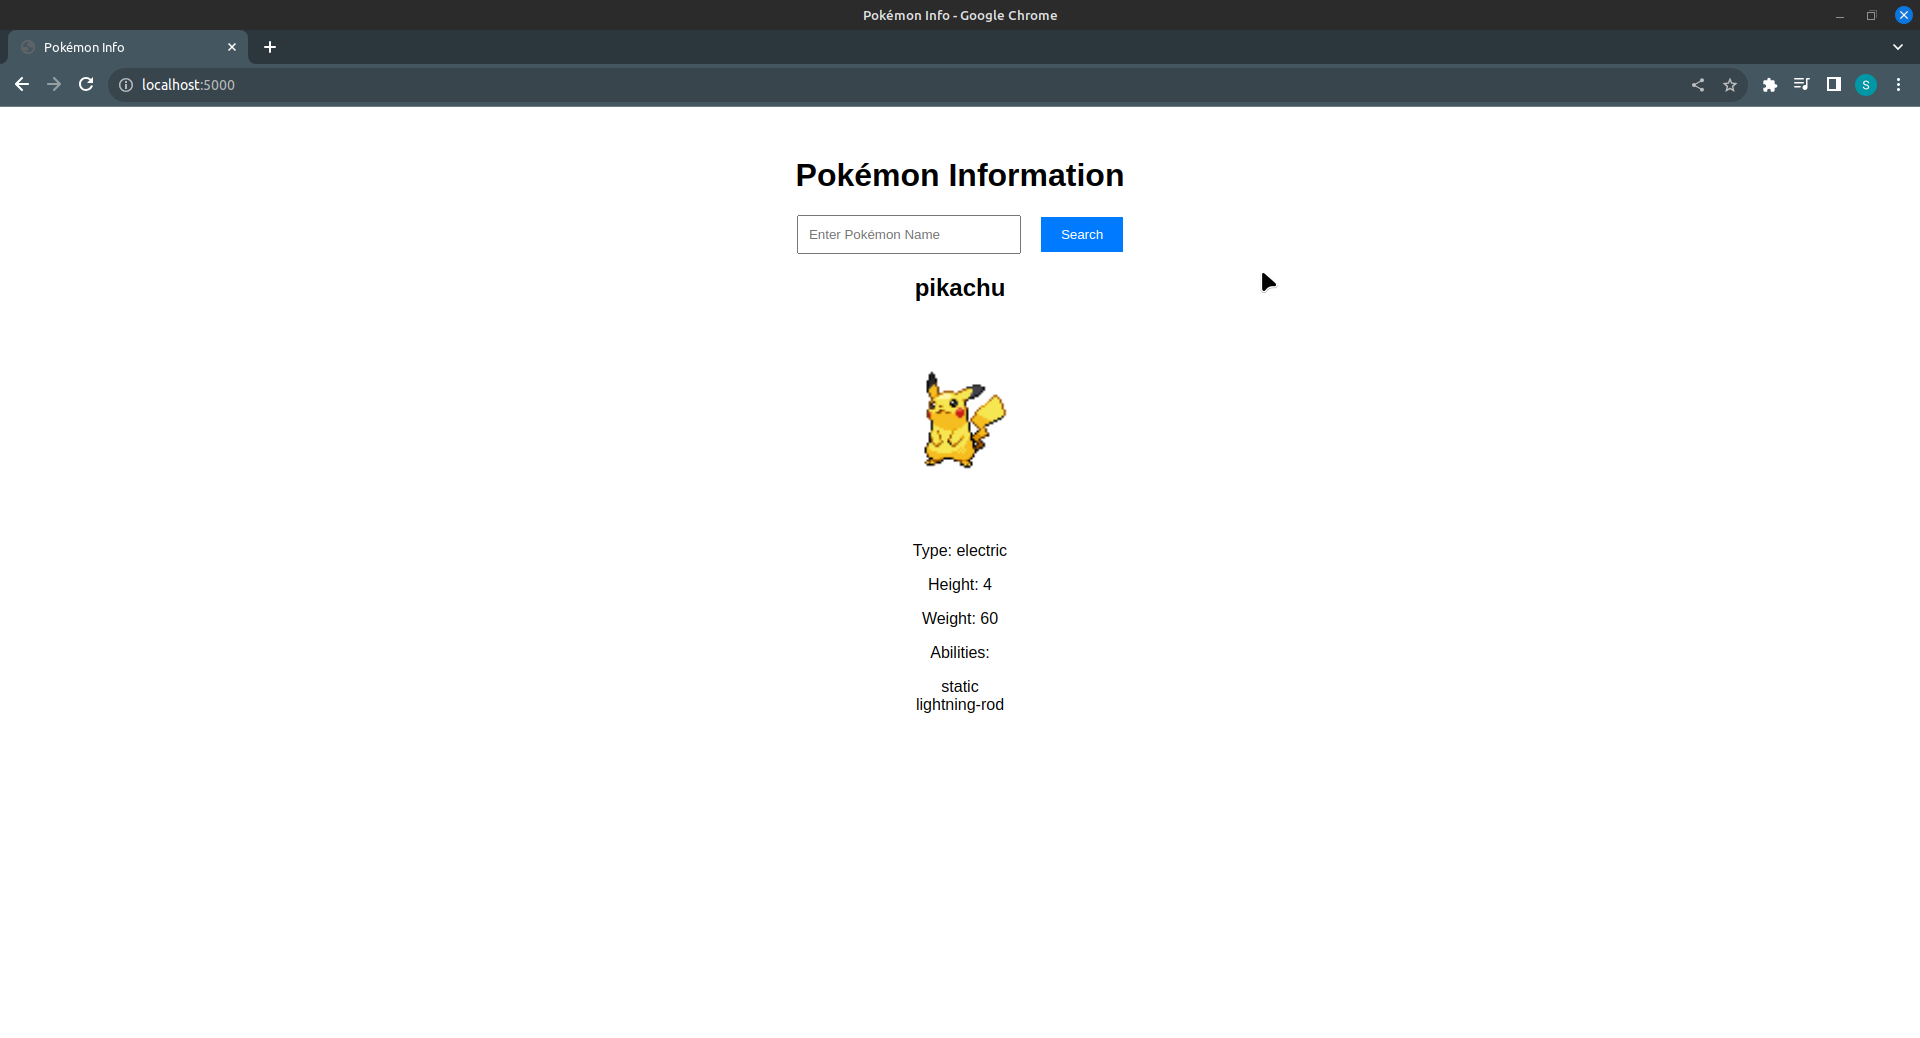 Pokémon Info - Google Chrome
Pokémon Info
localhost:5000
S
Pokémon Information
Enter Pokémon Name
Search
pikachu
Type: electric
Height: 4
Weight: 60
Abilities:
static
lightning-rod